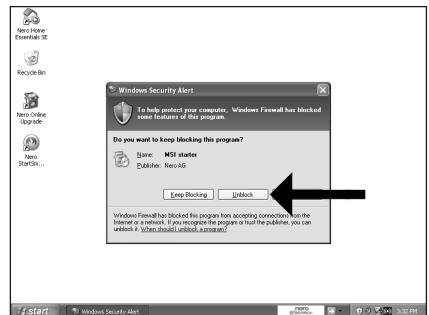 Nero Home
Essentials SE
Recycle Bin
Nero Online
Upgrade
Nero
StartSm...
Windows Security Alert
To help protect your computer, Windows Firewall has blocked
some features of this program.
Do you want to keep blocking this program?
Name: MSI starter
Publisher: Nero AG
Keep Blocking
Unblock
Windows Firewall has blocked this program from accepting connections from the
Internet or a network. If you recognize the program or trust the publisher, you can
unblock it. When should I unblock a program?
start
Windows Security Alert
nero
SEARCH
3:32 PM